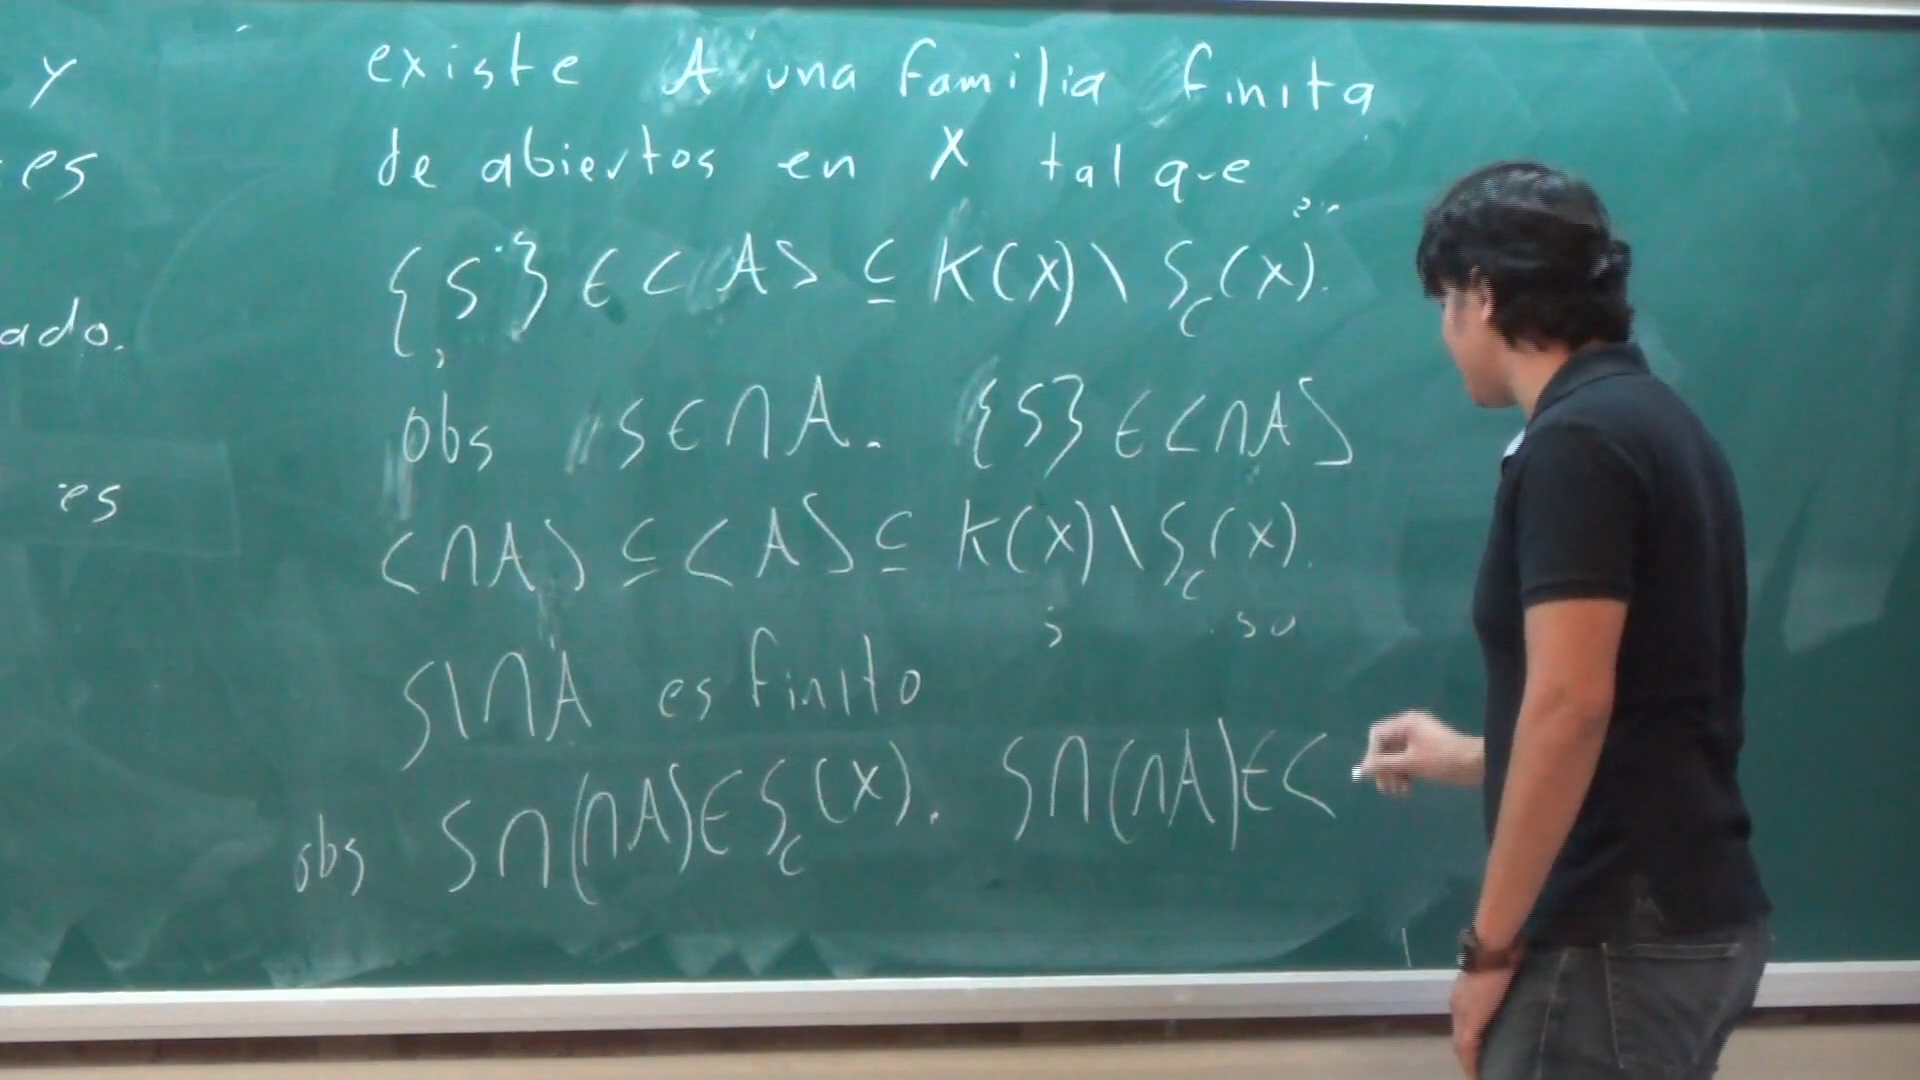 y
es
ado.
es
existe A una familia finita
de abiertos en X tal que
{S} ∈ < A > ⊆ K(X) \ S_c(X).
obs s ∈ ∩A. {S} ∈ < ∩A >
< ∩A > ⊆ < A > ⊆ K(X) \ S_c(X).
S \ ∩A es finito
obs S ∩ (∩A) ∈ S_c(X). S ∩ (∩A) ∈ <